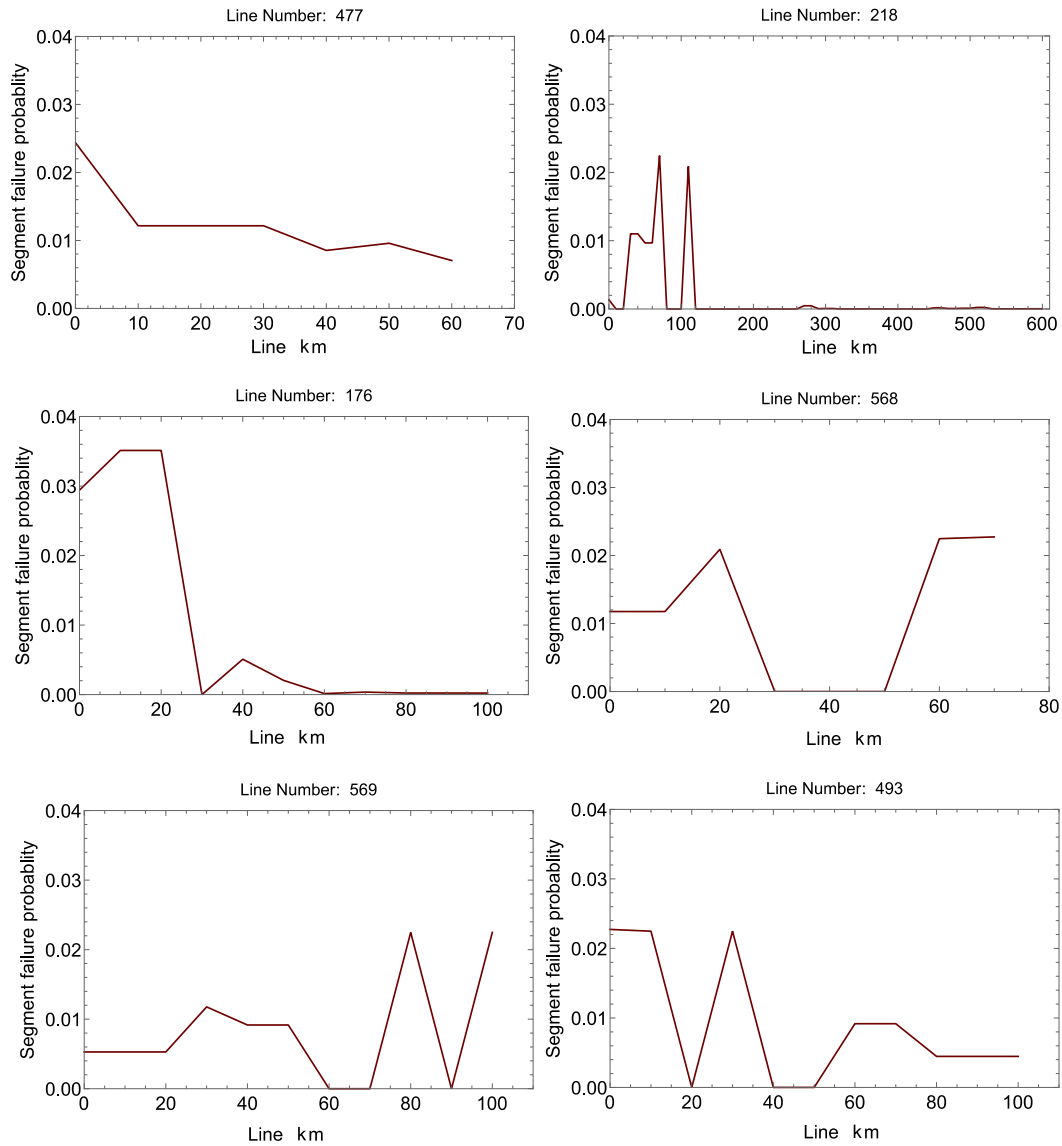 Line Number: 477
0.04
0.03
0.02
0.01
0.00
Segment failure probablity
0 10 20 30 40 50 60 70
Line km
Line Number: 218
0.04
0.03
0.02
0.01
0.00
Segment failure probablity
0 100 200 300 400 500 600
Line km
Line Number: 176
0.04
0.03
0.02
0.01
0.00
Segment failure probablity
0 20 40 60 80 100
Line km
Line Number: 568
0.04
0.03
0.02
0.01
0.00
Segment failure probablity
0 20 40 60 80
Line km
Line Number: 569
0.04
0.03
0.02
0.01
0.00
Segment failure probablity
0 20 40 60 80 100
Line km
Line Number: 493
0.04
0.03
0.02
0.01
0.00
Segment failure probablity
0 20 40 60 80 100
Line km